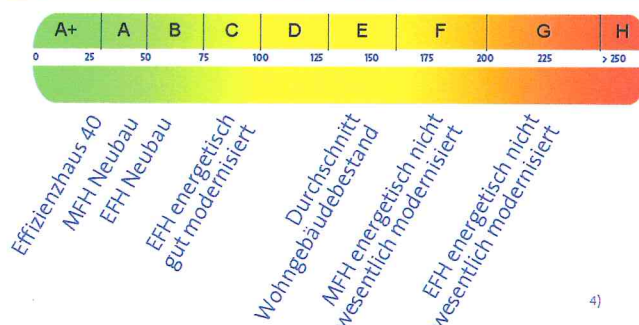 A+ A B C D E F G H
0 25 50 75 100 125 150 175 200 225 > 250
Effizienzhaus 40
MFH Neubau
EFH Neubau
EFH energetisch
gut modernisiert
Durchschnitt
Wohngebäudebestand
MFH energetisch nicht
wesentlich modernisiert
EFH energetisch nicht
wesentlich modernisiert
4)